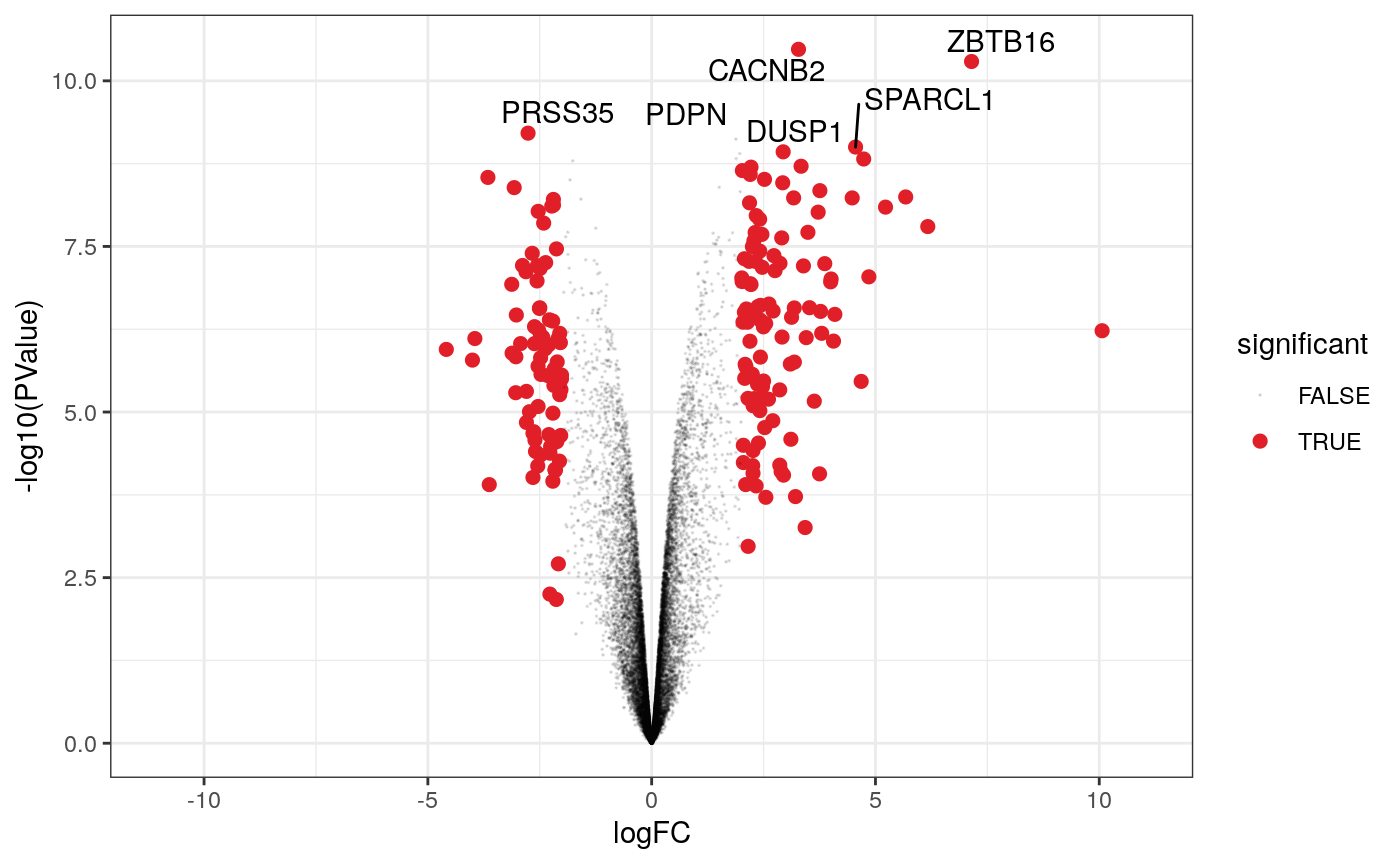 ZBTB16
CACNB2
SPARCL1
PRSS35
PDPN
DUSP1
10.0
7.5
5.0
2.5
0.0
-log10(PValue)
-10
-5
0
5
10
logFC
significant
FALSE
TRUE